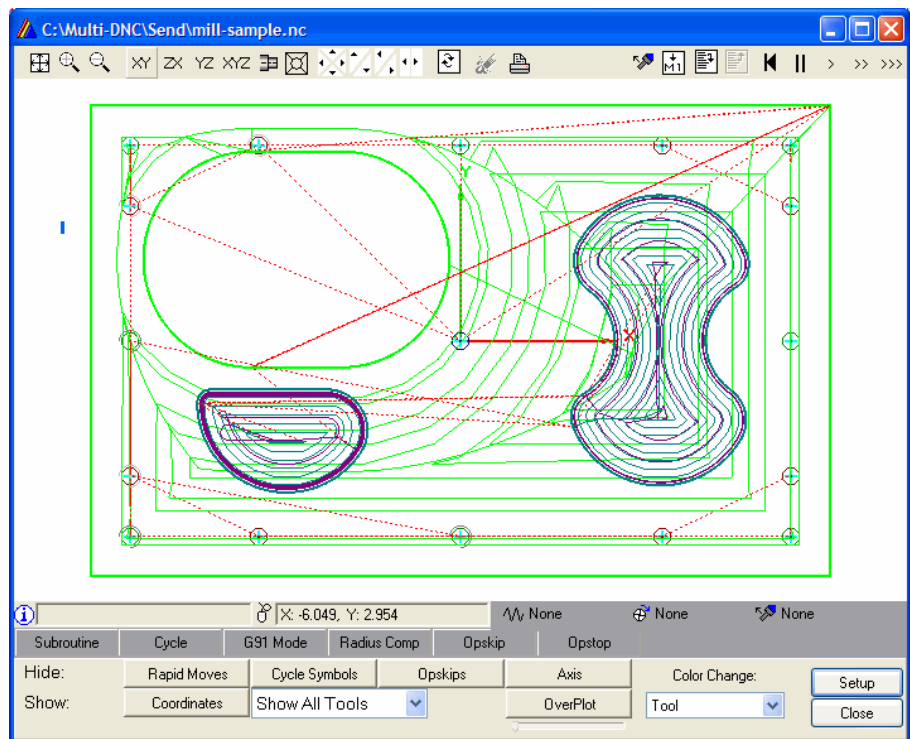 C:\Multi-DNC\Send\mill-sample.nc
XY ZX YZ XYZ M1 > >> >>>
Y
X
X: -6.049, Y: 2.954 None None None
Subroutine Cycle G91 Mode Radius Comp Opskip Opstop
Hide: Rapid Moves Cycle Symbols Opskips Axis Color Change: Setup
Show: Coordinates Show All Tools OverPlot Tool Close